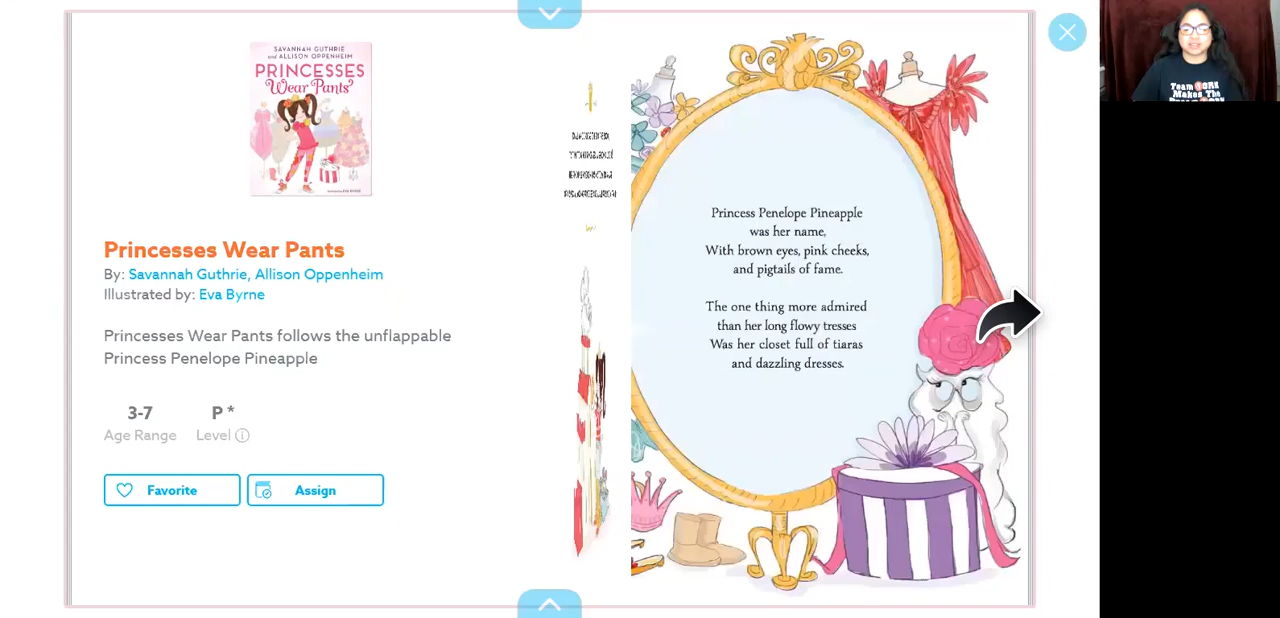 SAVANNAH GUTHRIE
and ALLISON OPPENHEIM
PRINCESSES
Wear Pants
Princesses Wear Pants
By: Savannah Guthrie, Allison Oppenheim
Illustrated by: Eva Byrne
Princesses Wear Pants follows the unflappable
Princess Penelope Pineapple
3-7
Age Range
P *
Level
Favorite
Assign
Princess Penelope Pineapple
was her name,
With brown eyes, pink cheeks,
and pigtails of fame.
The one thing more admired
than her long flowy tresses
Was her closet full of tiaras
and dazzling dresses.
Team
Makes The